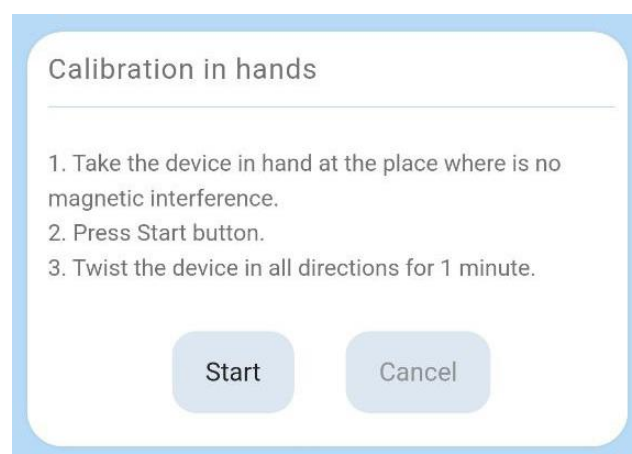 Calibration in hands
1. Take the device in hand at the place where is no
magnetic interference.
2. Press Start button.
3. Twist the device in all directions for 1 minute.
Start Cancel